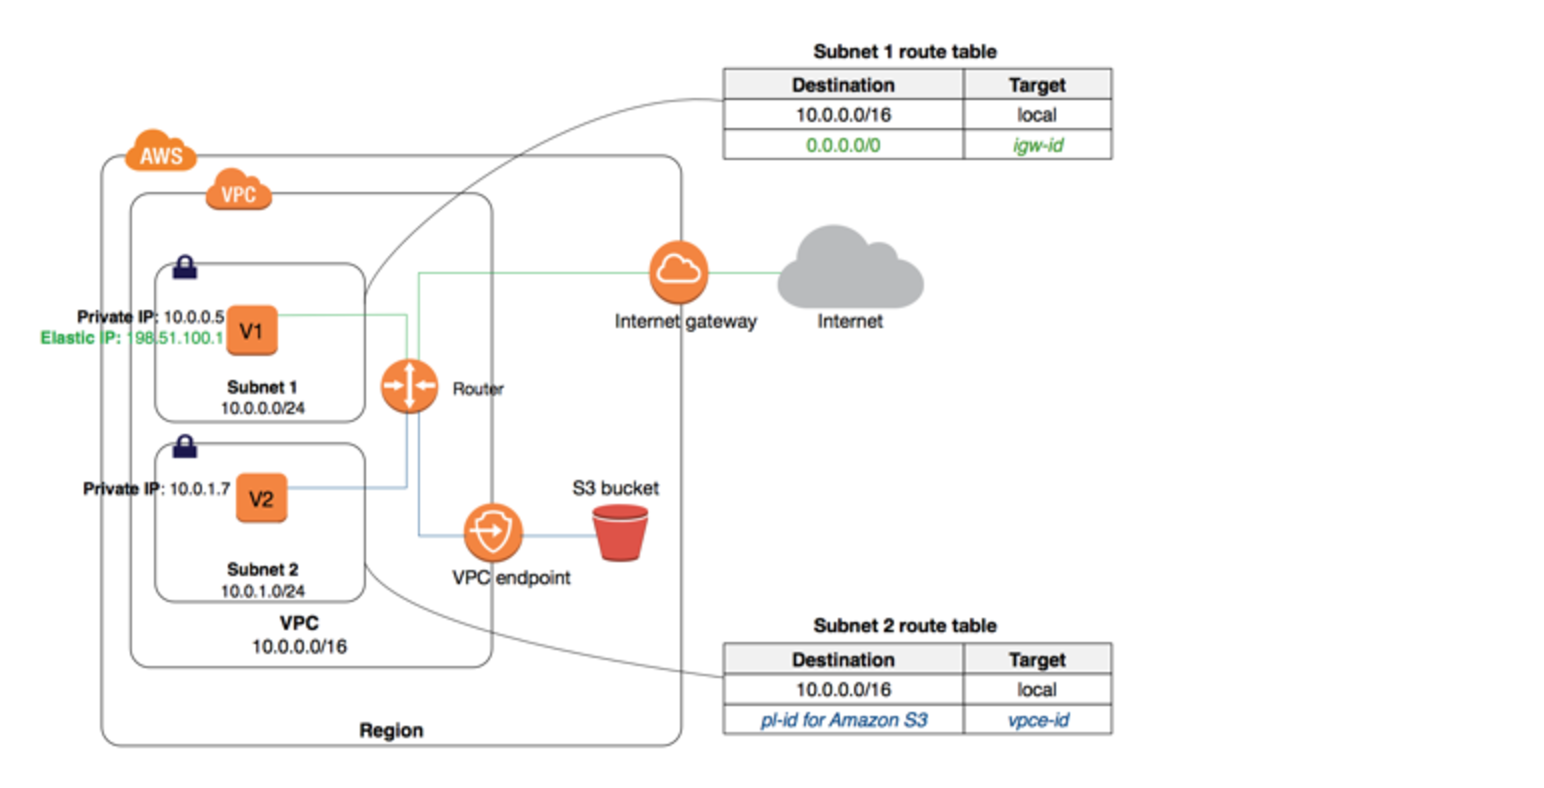 Subnet 1 route table
Destination Target
10.0.0.0/16 local
0.0.0.0/0 igw-id
AWS
VPC
Private IP: 10.0.0.5
Elastic IP: 198.51.100.1
V1
Subnet 1
10.0.0.0/24
Router
Internet gateway
Internet
Private IP: 10.0.1.7
V2
Subnet 2
10.0.1.0/24
S3 bucket
VPC endpoint
VPC
10.0.0.0/16
Region
Subnet 2 route table
Destination Target
10.0.0.0/16 local
pl-id for Amazon S3 vpce-id